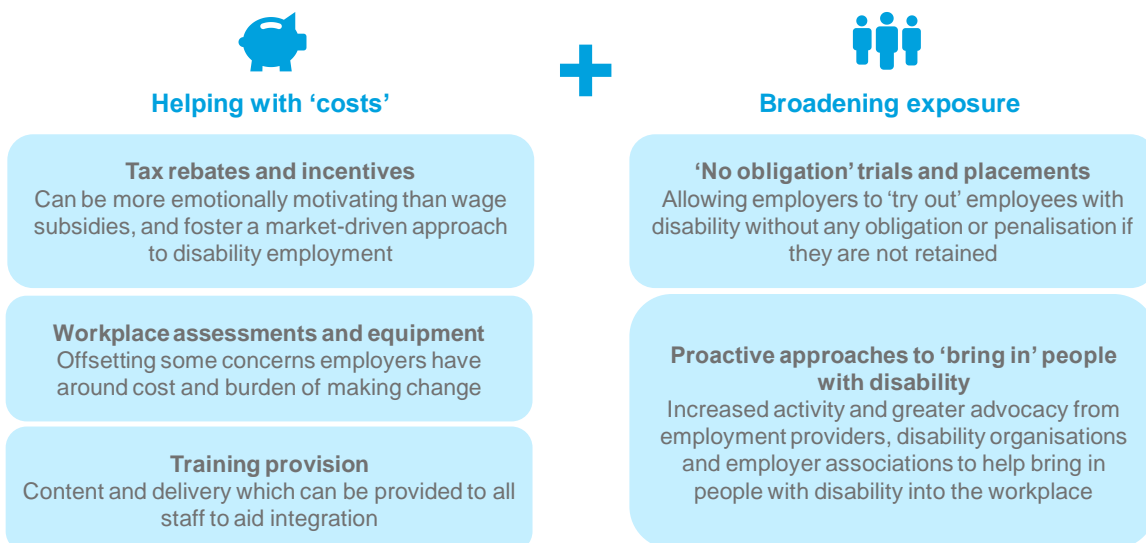 Helping with ‘costs’
Tax rebates and incentives
Can be more emotionally motivating than wage
subsidies, and foster a market-driven approach
to disability employment
Workplace assessments and equipment
Offsetting some concerns employers have
around cost and burden of making change
Training provision
Content and delivery which can be provided to all
staff to aid integration
Broadening exposure
‘No obligation’ trials and placements
Allowing employers to ‘try out’ employees with
disability without any obligation or penalisation if
they are not retained
Proactive approaches to ‘bring in’ people
with disability
Increased activity and greater advocacy from
employment providers, disability organisations
and employer associations to help bring in
people with disability into the workplace